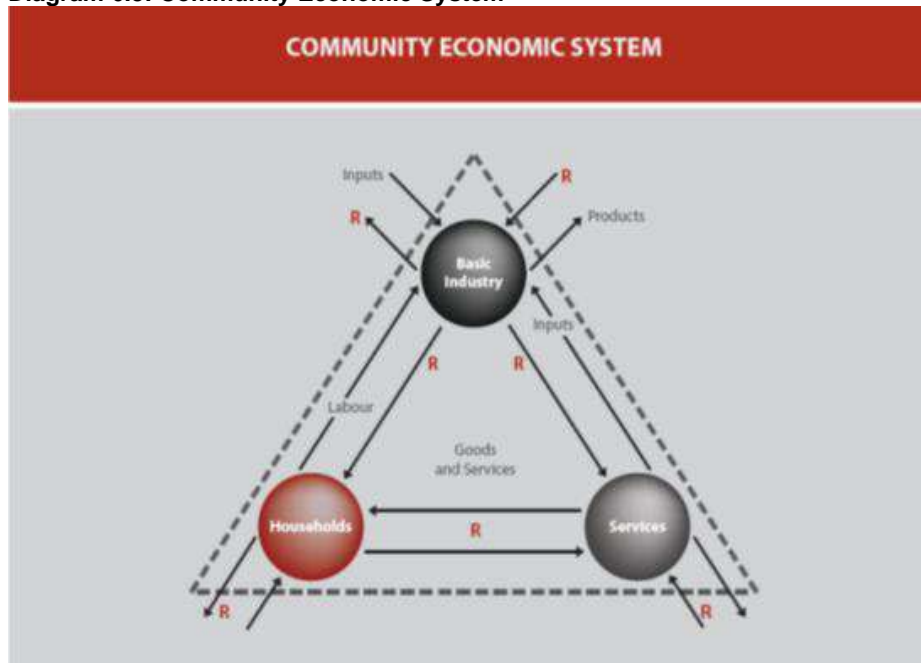 COMMUNITY ECONOMIC SYSTEM
Inputs
R
R
Products
Basic
Industry
Inputs
R
R
Labour
Goods
and Services
Households
R
Services
R
R